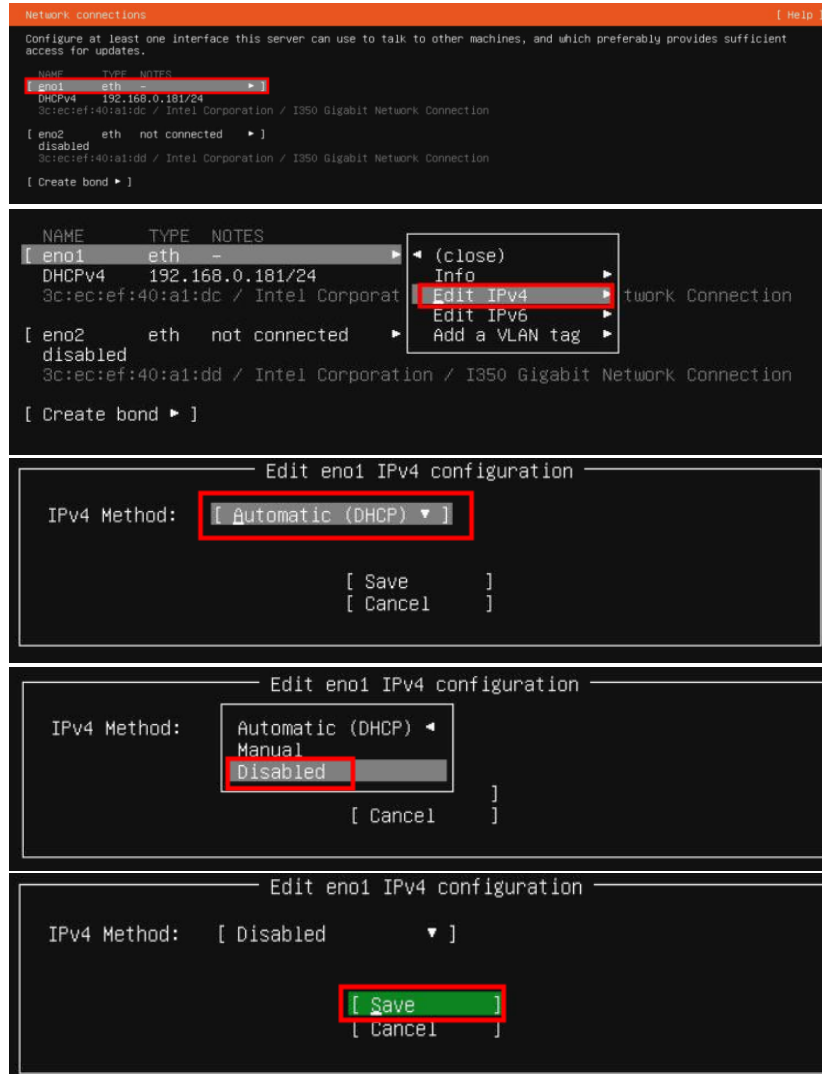 Network connections [ Help ]
Configure at least one interface this server can use to talk to other machines, and which preferably provides sufficient
access for updates.
NAME TYPE NOTES
[ eno1 eth - ▸ ]
DHCPv4 192.168.0.181/24
3c:ec:ef:40:a1:dc / Intel Corporation / I350 Gigabit Network Connection
[ eno2 eth not connected ▸ ]
disabled
3c:ec:ef:40:a1:dd / Intel Corporation / I350 Gigabit Network Connection
[ Create bond ▸ ]
NAME TYPE NOTES
[ eno1 eth - ▸ ◂ (close)
DHCPv4 192.168.0.181/24 Info ▸
3c:ec:ef:40:a1:dc / Intel Corporat Edit IPv4 ▸ twork Connection
Edit IPv6 ▸
[ eno2 eth not connected ▸ Add a VLAN tag ▸
disabled
3c:ec:ef:40:a1:dd / Intel Corporation / I350 Gigabit Network Connection
[ Create bond ▸ ]
Edit eno1 IPv4 configuration
IPv4 Method: [ Automatic (DHCP) ▾ ]
[ Save ]
[ Cancel ]
Edit eno1 IPv4 configuration
IPv4 Method: Automatic (DHCP) ◂
Manual
Disabled
]
[ Cancel ]
Edit eno1 IPv4 configuration
IPv4 Method: [ Disabled ▾ ]
[ Save ]
[ Cancel ]